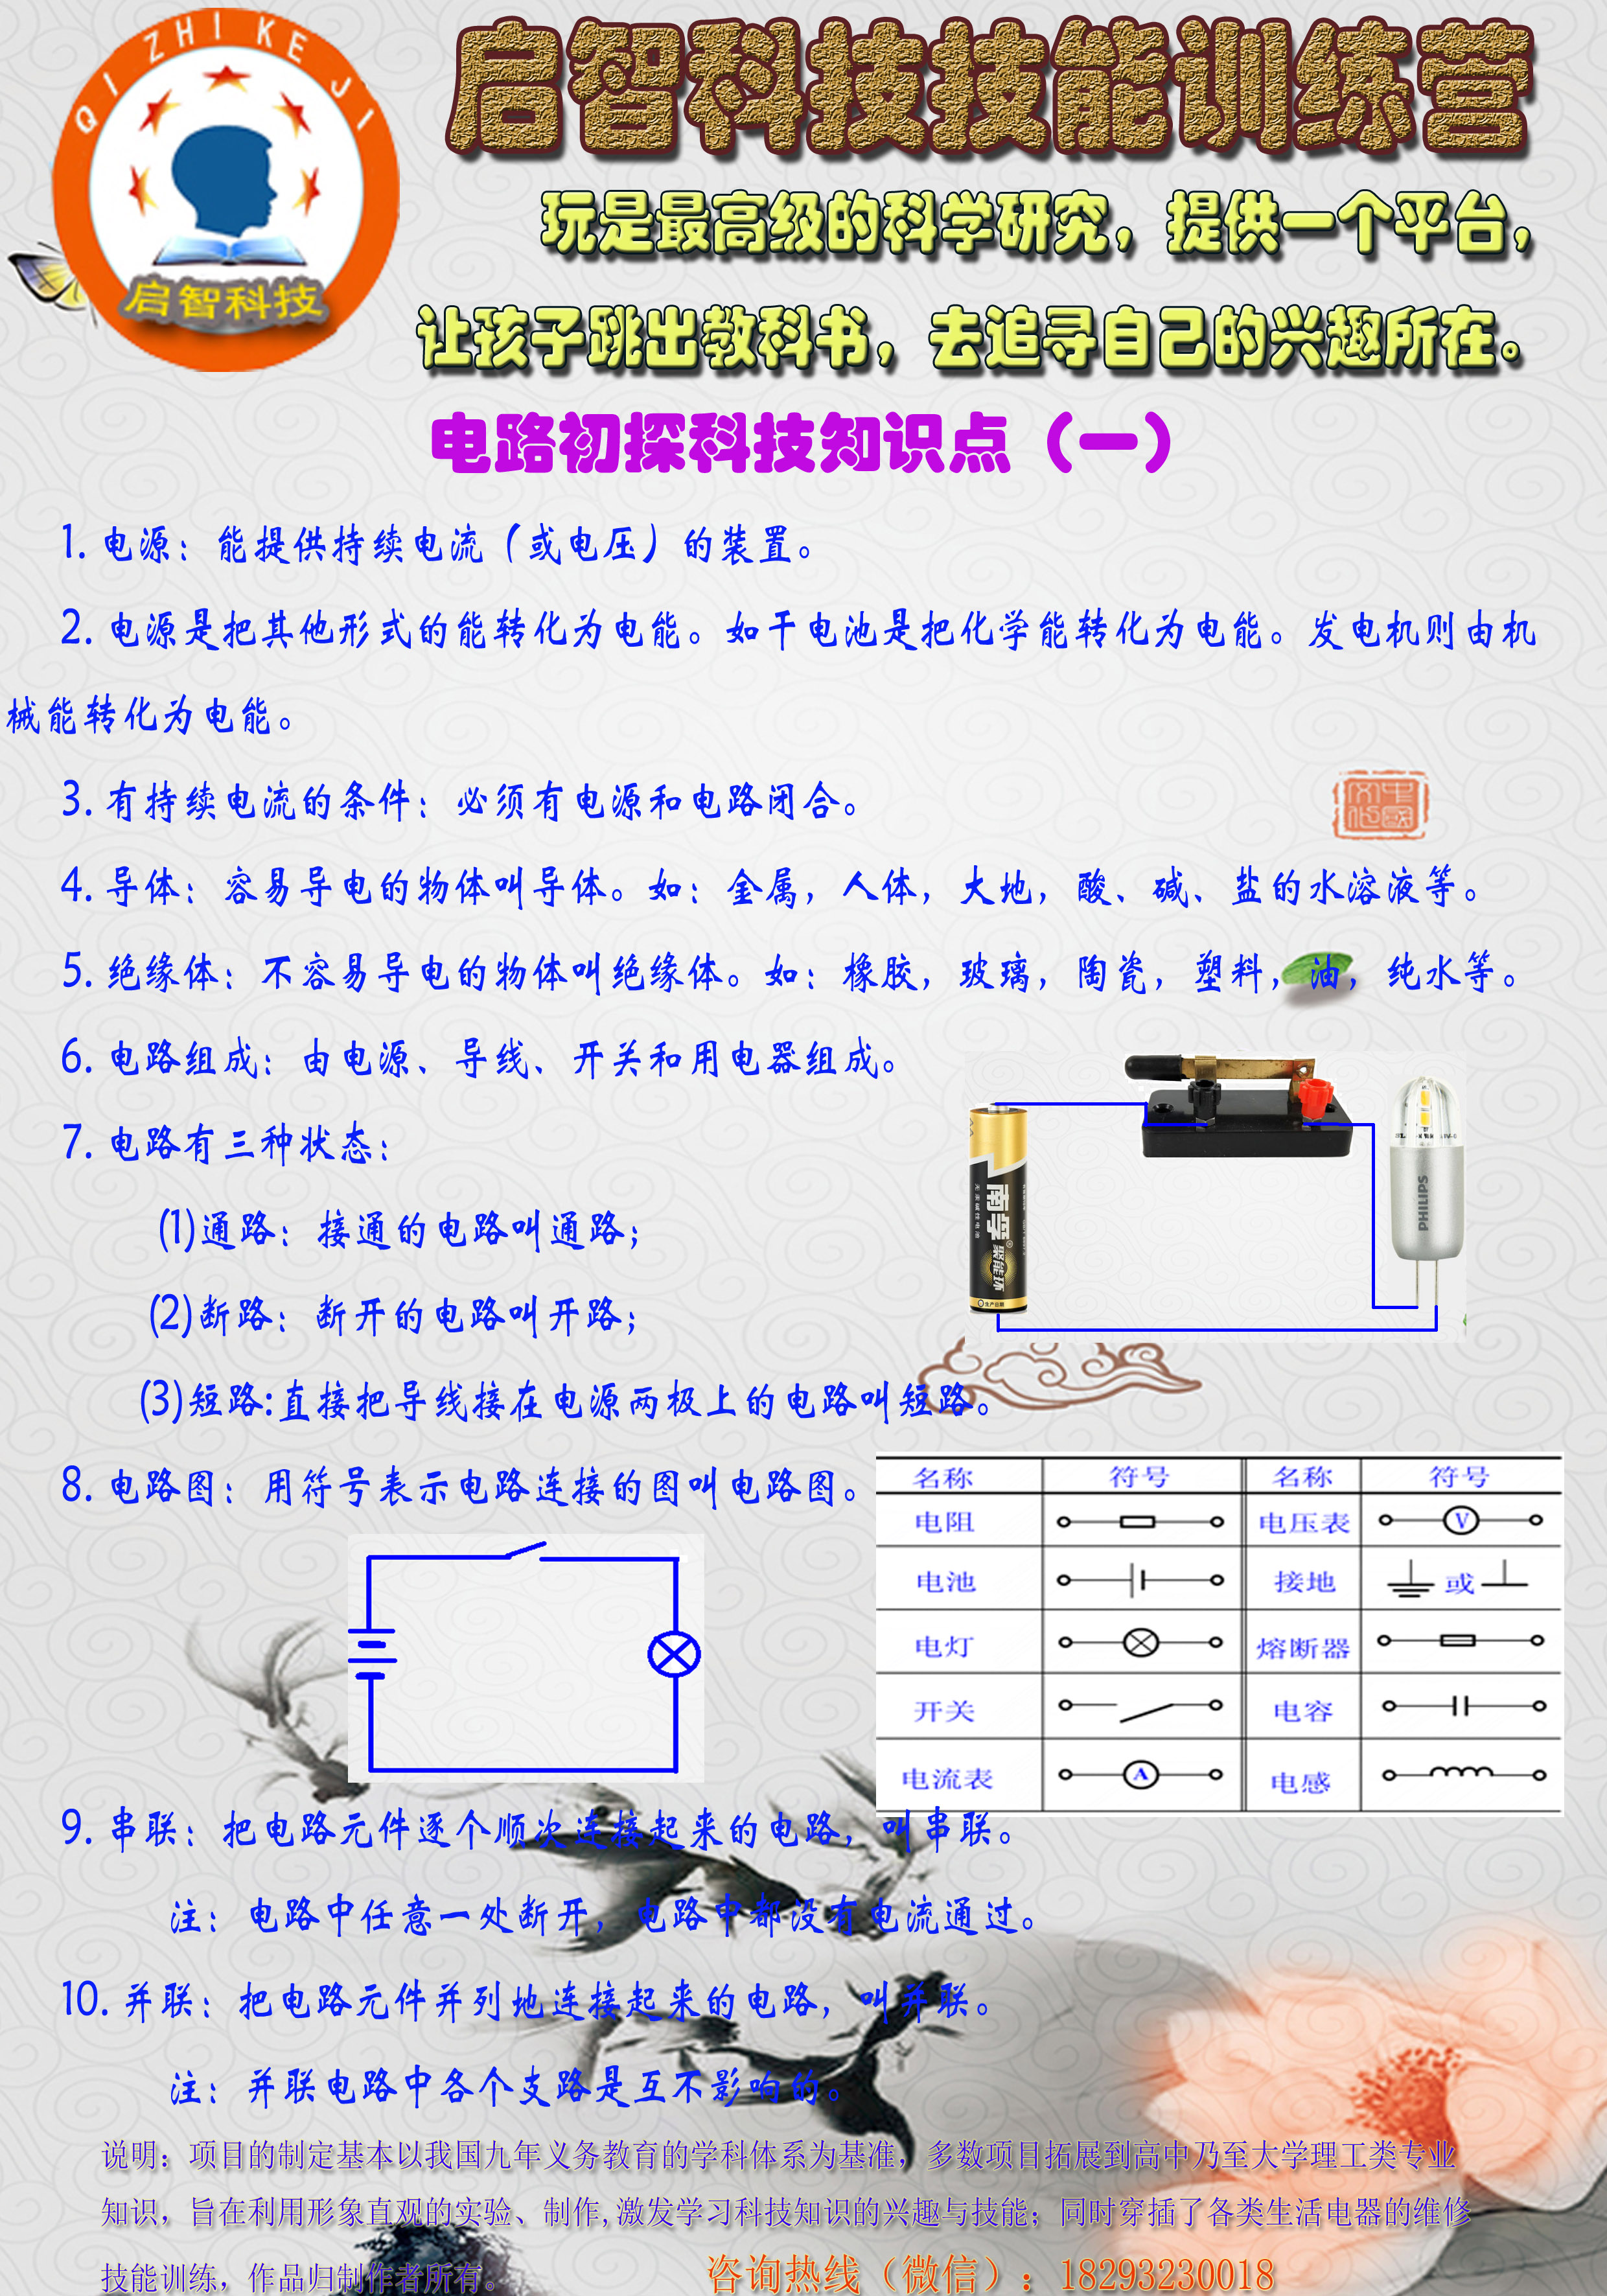 QI ZHI KE JI
启智科技
启智科技技能训练营
玩是最高级的科学研究，提供一个平台，
让孩子跳出教科书，去追寻自己的兴趣所在。
电路初探科技知识点（一）
1. 电源：能提供持续电流（或电压）的装置。
2. 电源是把其他形式的能转化为电能。如干电池是把化学能转化为电能。发电机则由机
械能转化为电能。
3. 有持续电流的条件：必须有电源和电路闭合。
中國
4. 导体：容易导电的物体叫导体。如：金属，人体，大地，酸、碱、盐的水溶液等。
5. 绝缘体：不容易导电的物体叫绝缘体。如：橡胶，玻璃，陶瓷，塑料，油，纯水等。
6. 电路组成：由电源、导线、开关和用电器组成。
7. 电路有三种状态：
(1)通路：接通的电路叫通路；
(2)断路：断开的电路叫开路；
(3)短路:直接把导线接在电源两极上的电路叫短路。
南孚
聚能环
PHILIPS
8. 电路图：用符号表示电路连接的图叫电路图。
名称 符号 名称 符号
电阻 电压表 V
电池 接地 或
电灯 熔断器
开关 电容
电流表 A 电感
9. 串联：把电路元件逐个顺次连接起来的电路，叫串联。
注：电路中任意一处断开，电路中都没有电流通过。
10. 并联：把电路元件并列地连接起来的电路，叫并联。
注：并联电路中各个支路是互不影响的。
说明：项目的制定基本以我国九年义务教育的学科体系为基准，多数项目拓展到高中乃至大学理工类专业
知识，旨在利用形象直观的实验、制作,激发学习科技知识的兴趣与技能；同时穿插了各类生活电器的维修
技能训练，作品归制作者所有。
咨询热线（微信）：18293230018